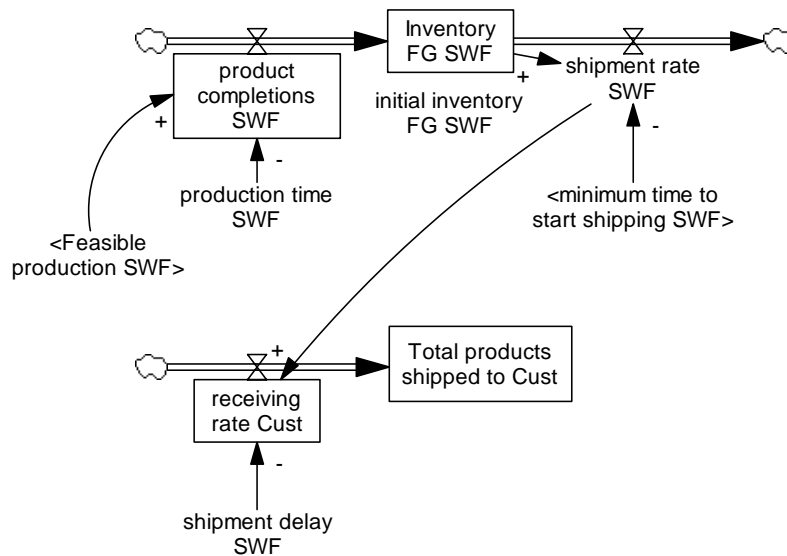 Inventory
FG SWF
product
completions
SWF
+
shipment rate
SWF
initial inventory
FG SWF
+
-
-
production time
SWF
<minimum time to
start shipping SWF>
<Feasible
production SWF>
+
Total products
shipped to Cust
receiving
rate Cust
-
shipment delay
SWF